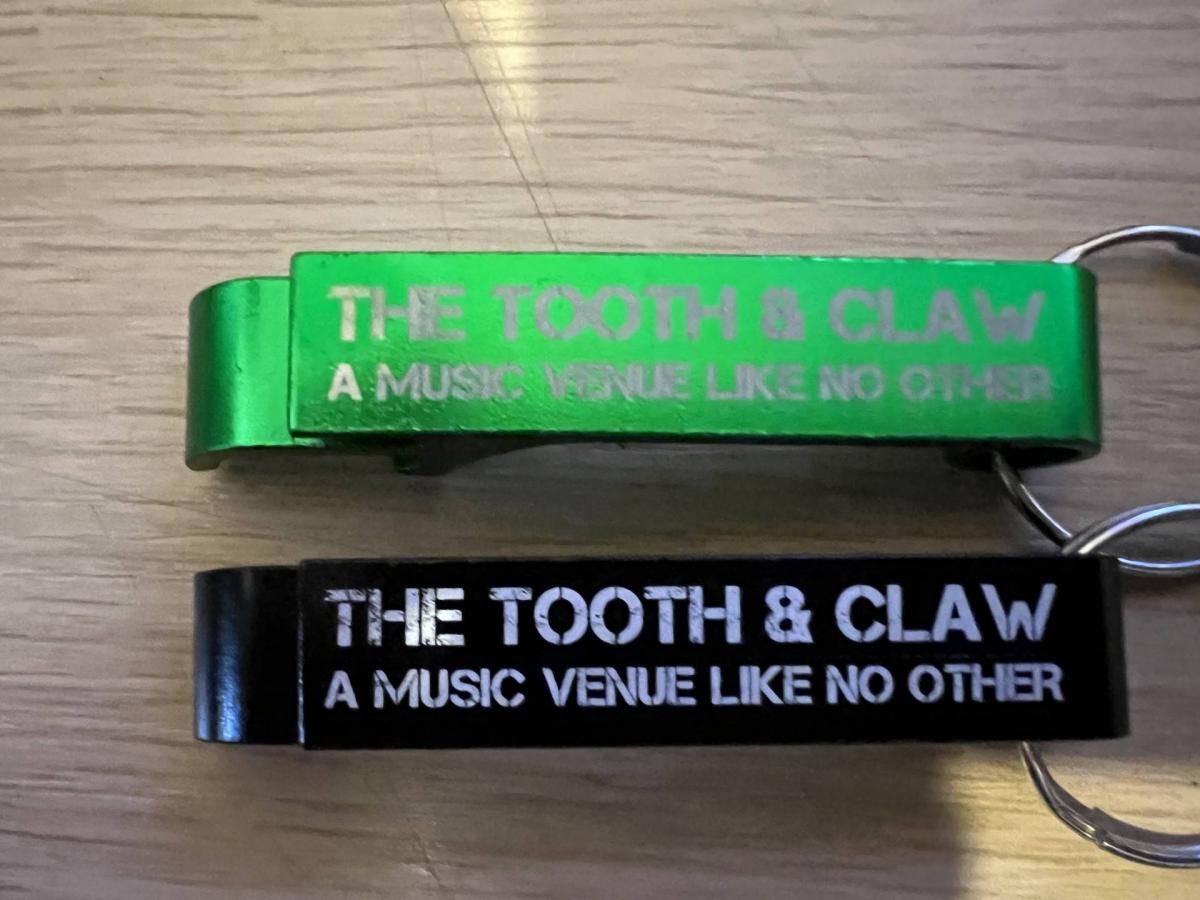 THE TOOTH & CLAW
A MUSIC VENUE LIKE NO OTHER
THE TOOTH & CLAW
A MUSIC VENUE LIKE NO OTHER